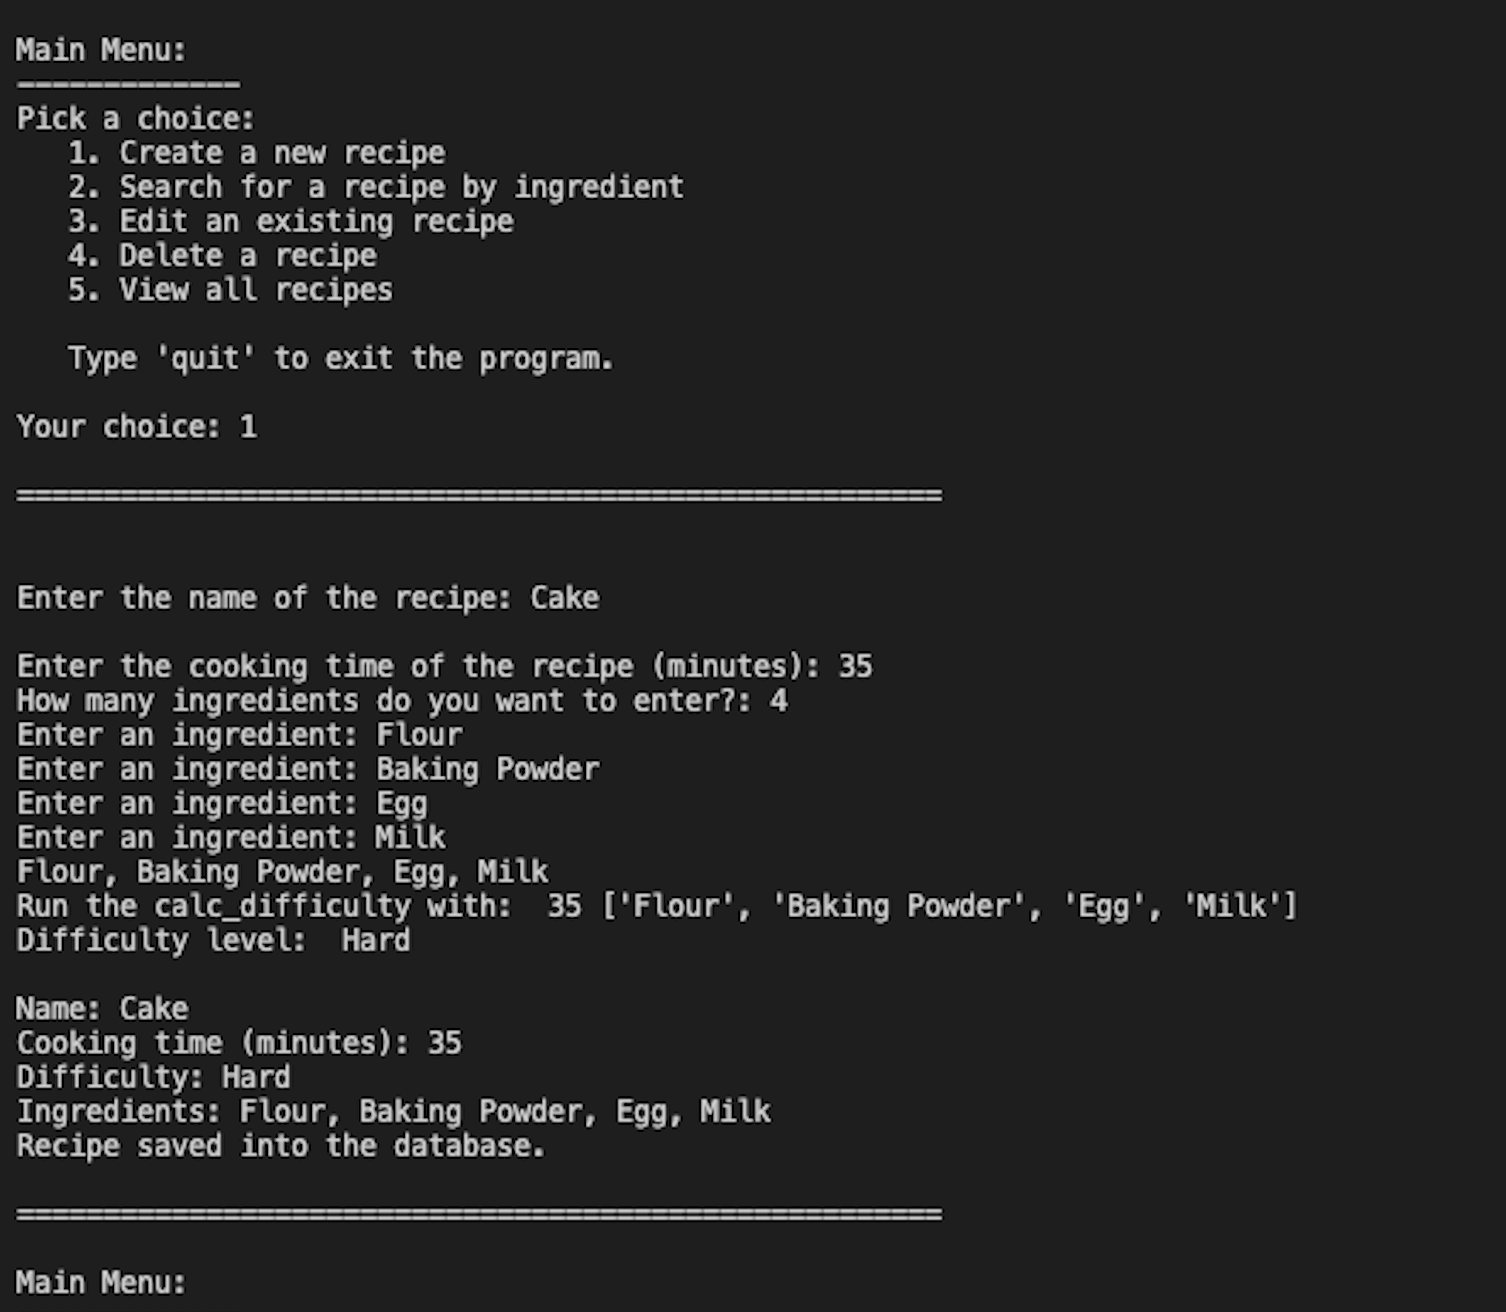 Main Menu:
-------------
Pick a choice:
   1. Create a new recipe
   2. Search for a recipe by ingredient
   3. Edit an existing recipe
   4. Delete a recipe
   5. View all recipes

   Type 'quit' to exit the program.

Your choice: 1

======================================================


Enter the name of the recipe: Cake

Enter the cooking time of the recipe (minutes): 35
How many ingredients do you want to enter?: 4
Enter an ingredient: Flour
Enter an ingredient: Baking Powder
Enter an ingredient: Egg
Enter an ingredient: Milk
Flour, Baking Powder, Egg, Milk
Run the calc_difficulty with:  35 ['Flour', 'Baking Powder', 'Egg', 'Milk']
Difficulty level:  Hard

Name: Cake
Cooking time (minutes): 35
Difficulty: Hard
Ingredients: Flour, Baking Powder, Egg, Milk
Recipe saved into the database.

======================================================

Main Menu: